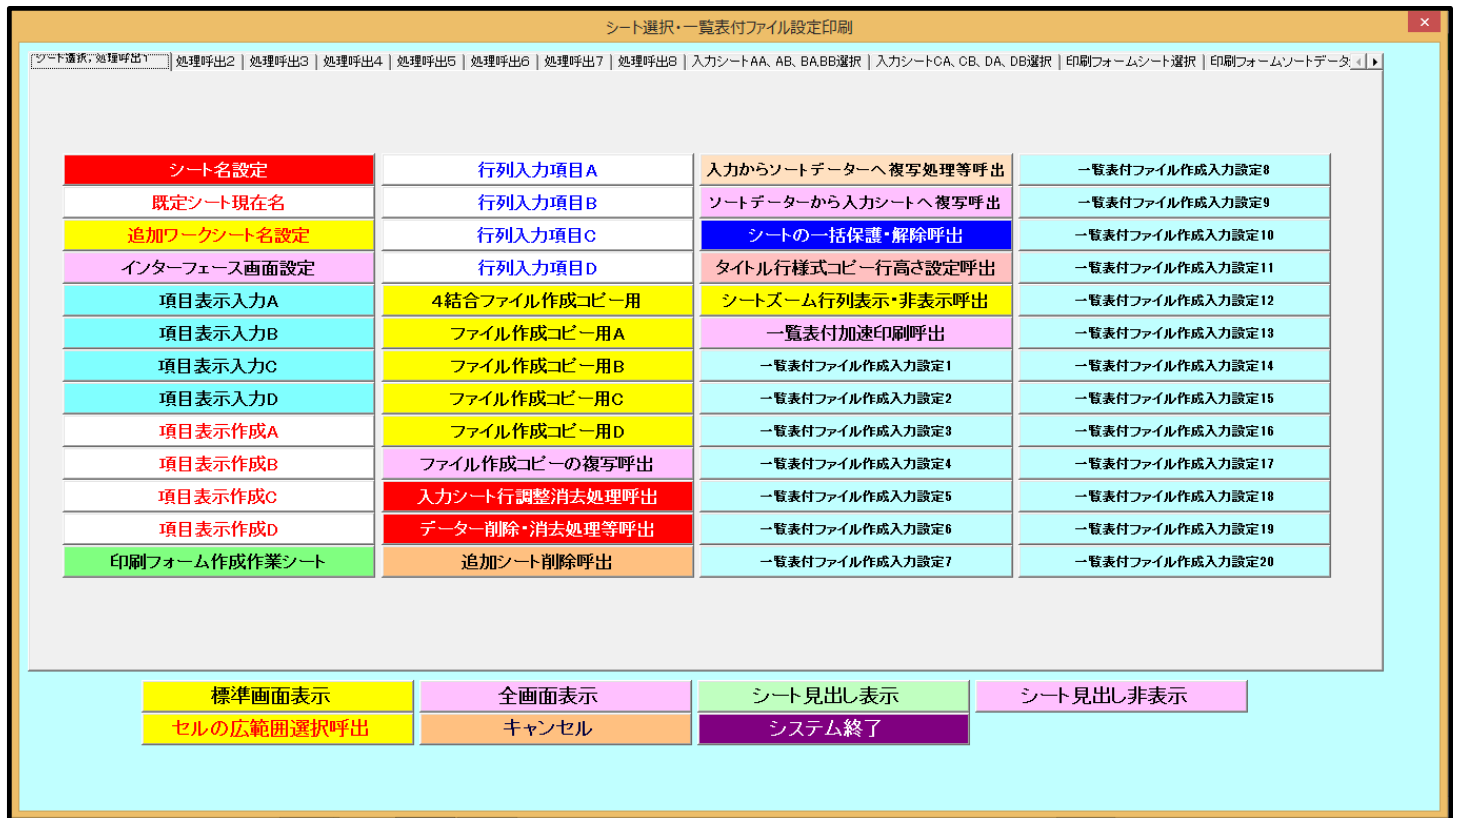 シート選択・一覧表付ファイル設定印刷
シート選択，処理呼出1 処理呼出2 処理呼出3 処理呼出4 処理呼出5 処理呼出6 処理呼出7 処理呼出8 入力シートAA、AB、BA,BB選択 入力シートCA、CB、DA、DB選択 印刷フォームシート選択 印刷フォームソートデータ
シート名設定 行列入力項目A 入力からソートデーターへ複写処理等呼出 一覧表付ファイル作成入力設定8
既定シート現在名 行列入力項目B ソートデーターから入力シートへ複写呼出 一覧表付ファイル作成入力設定9
追加ワークシート名設定 行列入力項目C シートの一括保護・解除呼出 一覧表付ファイル作成入力設定10
インターフェース画面設定 行列入力項目D タイトル行様式コピー行高さ設定呼出 一覧表付ファイル作成入力設定11
項目表示入力A 4結合ファイル作成コピー用 シートズーム行列表示・非表示呼出 一覧表付ファイル作成入力設定12
項目表示入力B ファイル作成コピー用A 一覧表付加速印刷呼出 一覧表付ファイル作成入力設定13
項目表示入力C ファイル作成コピー用B 一覧表付ファイル作成入力設定1 一覧表付ファイル作成入力設定14
項目表示入力D ファイル作成コピー用C 一覧表付ファイル作成入力設定2 一覧表付ファイル作成入力設定15
項目表示作成A ファイル作成コピー用D 一覧表付ファイル作成入力設定3 一覧表付ファイル作成入力設定16
項目表示作成B ファイル作成コピーの複写呼出 一覧表付ファイル作成入力設定4 一覧表付ファイル作成入力設定17
項目表示作成C 入力シート行調整消去処理呼出 一覧表付ファイル作成入力設定5 一覧表付ファイル作成入力設定18
項目表示作成D データー削除・消去処理等呼出 一覧表付ファイル作成入力設定6 一覧表付ファイル作成入力設定19
印刷フォーム作成作業シート 追加シート削除呼出 一覧表付ファイル作成入力設定7 一覧表付ファイル作成入力設定20
標準画面表示 全画面表示 シート見出し表示 シート見出し非表示
セルの広範囲選択呼出 キャンセル システム終了